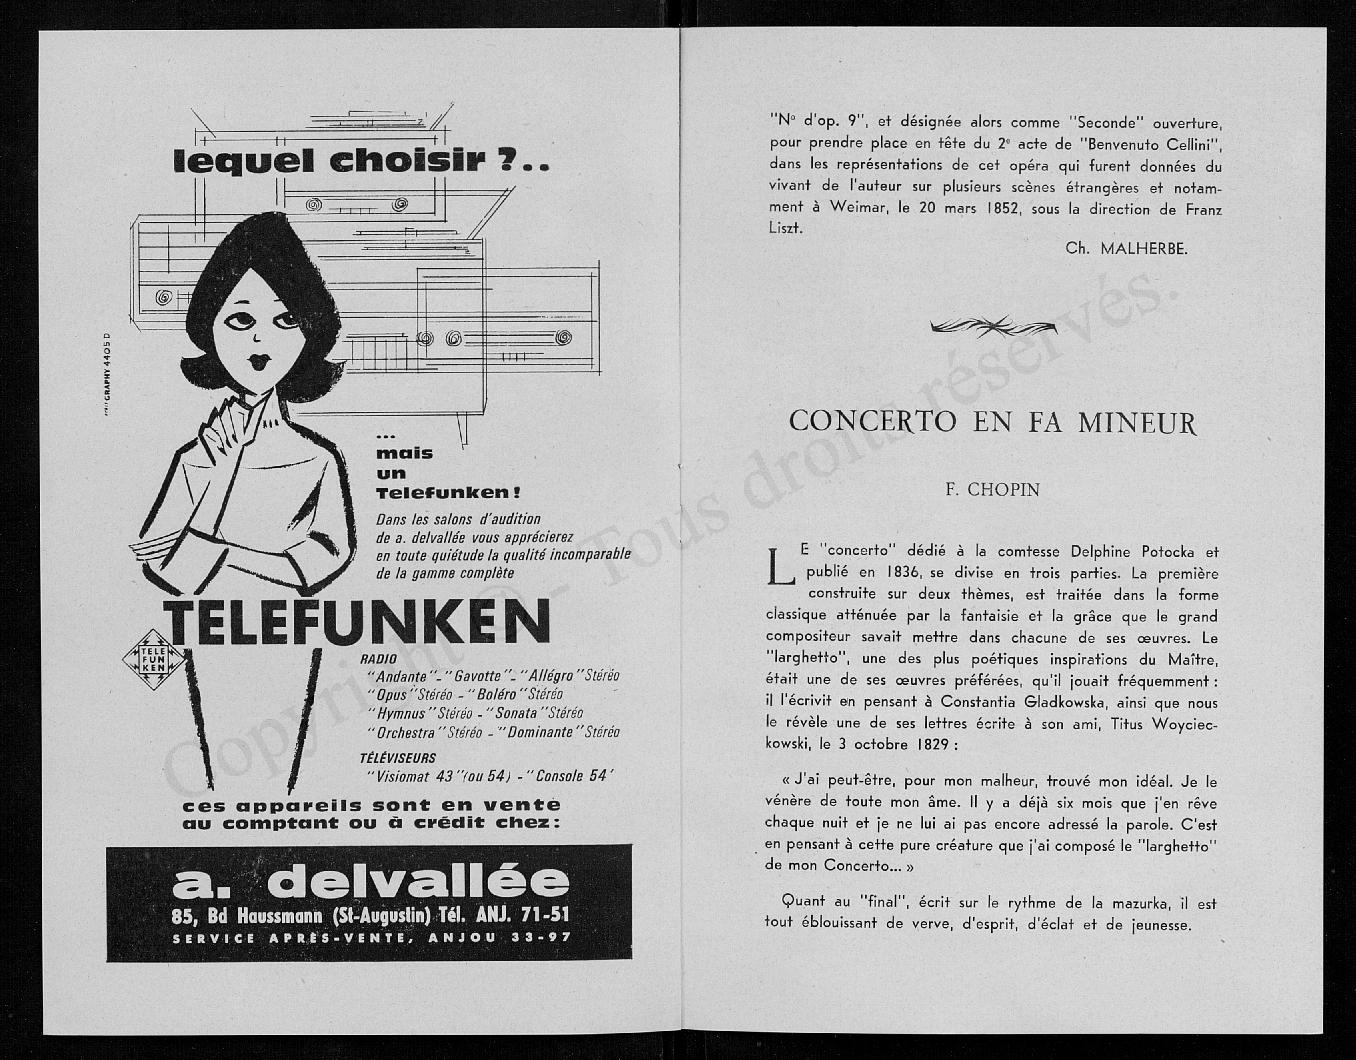 lequel choisir ?..
...
mais
un
Telefunken !
Dans les salons d'audition
de a. delvallée vous apprécierez
en toute quiétude la qualité incomparable
de la gamme complète
TELEFUNKEN
TELE
FUN
KEN
RADIO
"Andante" - "Gavotte" - "Allégro" Stéréo
"Opus" Stéréo - "Boléro" Stéréo
"Hymnus" Stéréo - "Sonata" Stéréo
"Orchestra" Stéréo - "Dominante" Stéréo
TÉLÉVISEURS
"Visiomat 43" (ou 54) - "Console 54'
ces appareils sont en vente
au comptant ou à crédit chez :
a. delvallée
85, Bd Haussmann (St-Augustin) Tél. ANJ. 71-51
SERVICE APRÈS-VENTE, ANJOU 33-97
GRAPHY 4405 D
"N° d'op. 9", et désignée alors comme "Seconde" ouverture,
pour prendre place en tête du 2e acte de "Benvenuto Cellini",
dans les représentations de cet opéra qui furent données du
vivant de l'auteur sur plusieurs scènes étrangères et notam-
ment à Weimar, le 20 mars 1852, sous la direction de Franz
Liszt.
Ch. MALHERBE.
CONCERTO EN FA MINEUR
F. CHOPIN
LE "concerto" dédié à la comtesse Delphine Potocka et
publié en 1836, se divise en trois parties. La première
construite sur deux thèmes, est traitée dans la forme
classique atténuée par la fantaisie et la grâce que le grand
compositeur savait mettre dans chacune de ses œuvres. Le
"larghetto", une des plus poétiques inspirations du Maître,
était une de ses œuvres préférées, qu'il jouait fréquemment :
il l'écrivit en pensant à Constantia Gladkowska, ainsi que nous
le révèle une de ses lettres écrite à son ami, Titus Woyciec-
kowski, le 3 octobre 1829 :
« J'ai peut-être, pour mon malheur, trouvé mon idéal. Je le
vénère de toute mon âme. Il y a déjà six mois que j'en rêve
chaque nuit et je ne lui ai pas encore adressé la parole. C'est
en pensant à cette pure créature que j'ai composé le "larghetto"
de mon Concerto... »
Quant au "final", écrit sur le rythme de la mazurka, il est
tout éblouissant de verve, d'esprit, d'éclat et de jeunesse.
Copyright © - Tous droits réservés.